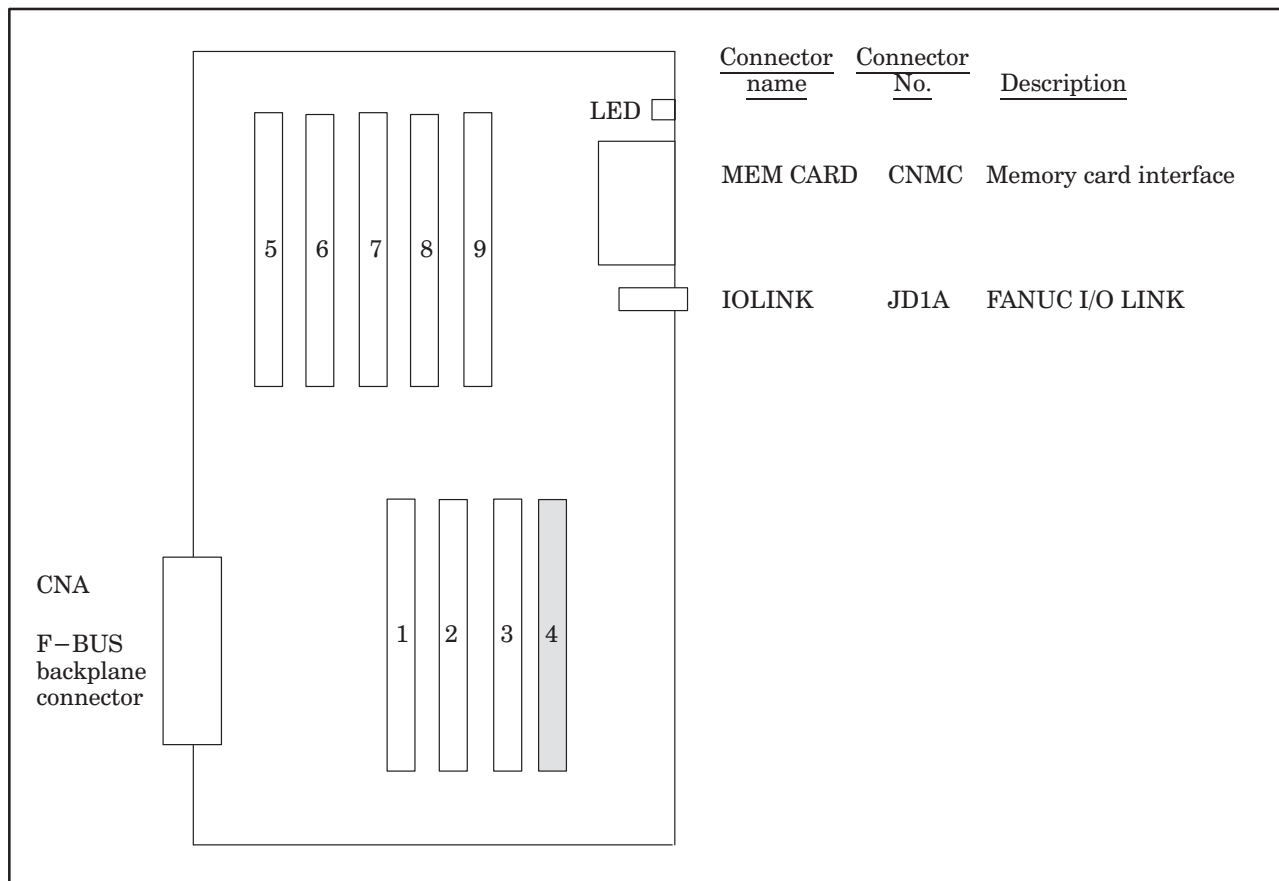 Connector Connector
name No. Description
LED
MEM CARD CNMC Memory card interface
5 6 7 8 9
IOLINK JD1A FANUC I/O LINK
CNA
F−BUS
backplane
connector
1 2 3 4